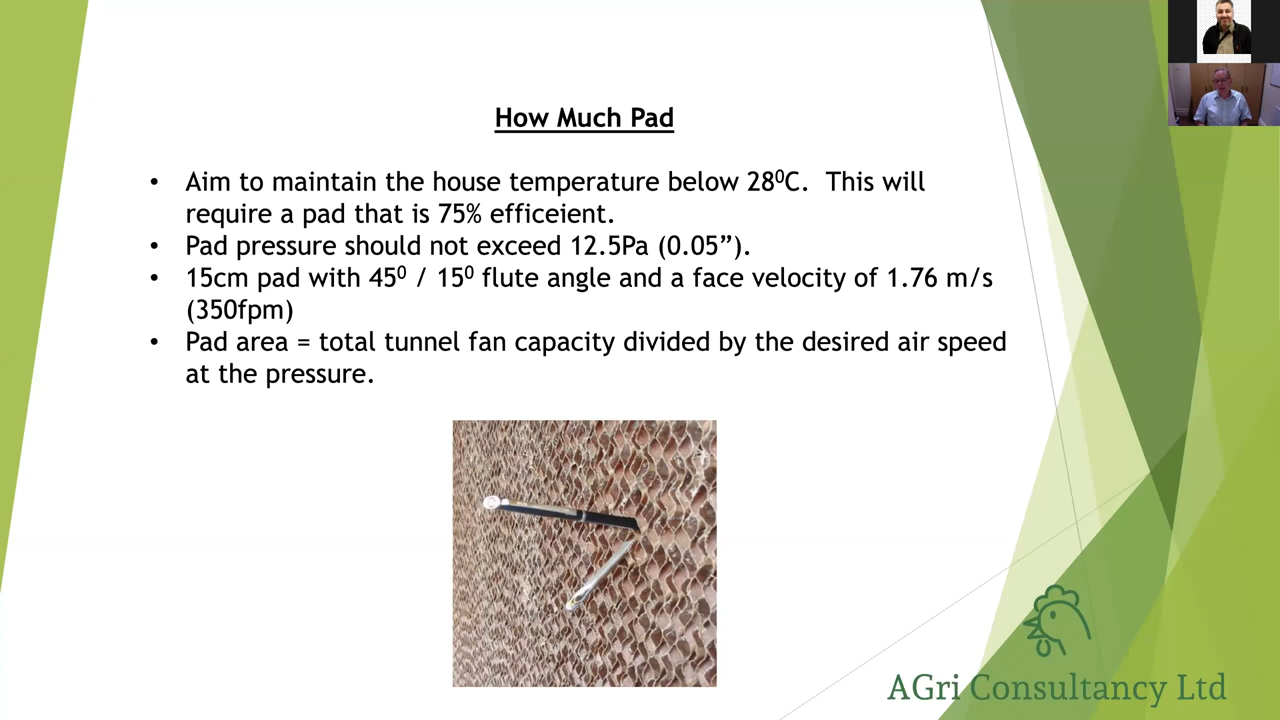 How Much Pad
• Aim to maintain the house temperature below 28⁰C. This will
require a pad that is 75% efficeient.
• Pad pressure should not exceed 12.5Pa (0.05”).
• 15cm pad with 45⁰ / 15⁰ flute angle and a face velocity of 1.76 m/s
(350fpm)
• Pad area = total tunnel fan capacity divided by the desired air speed
at the pressure.
AGri Consultancy Ltd